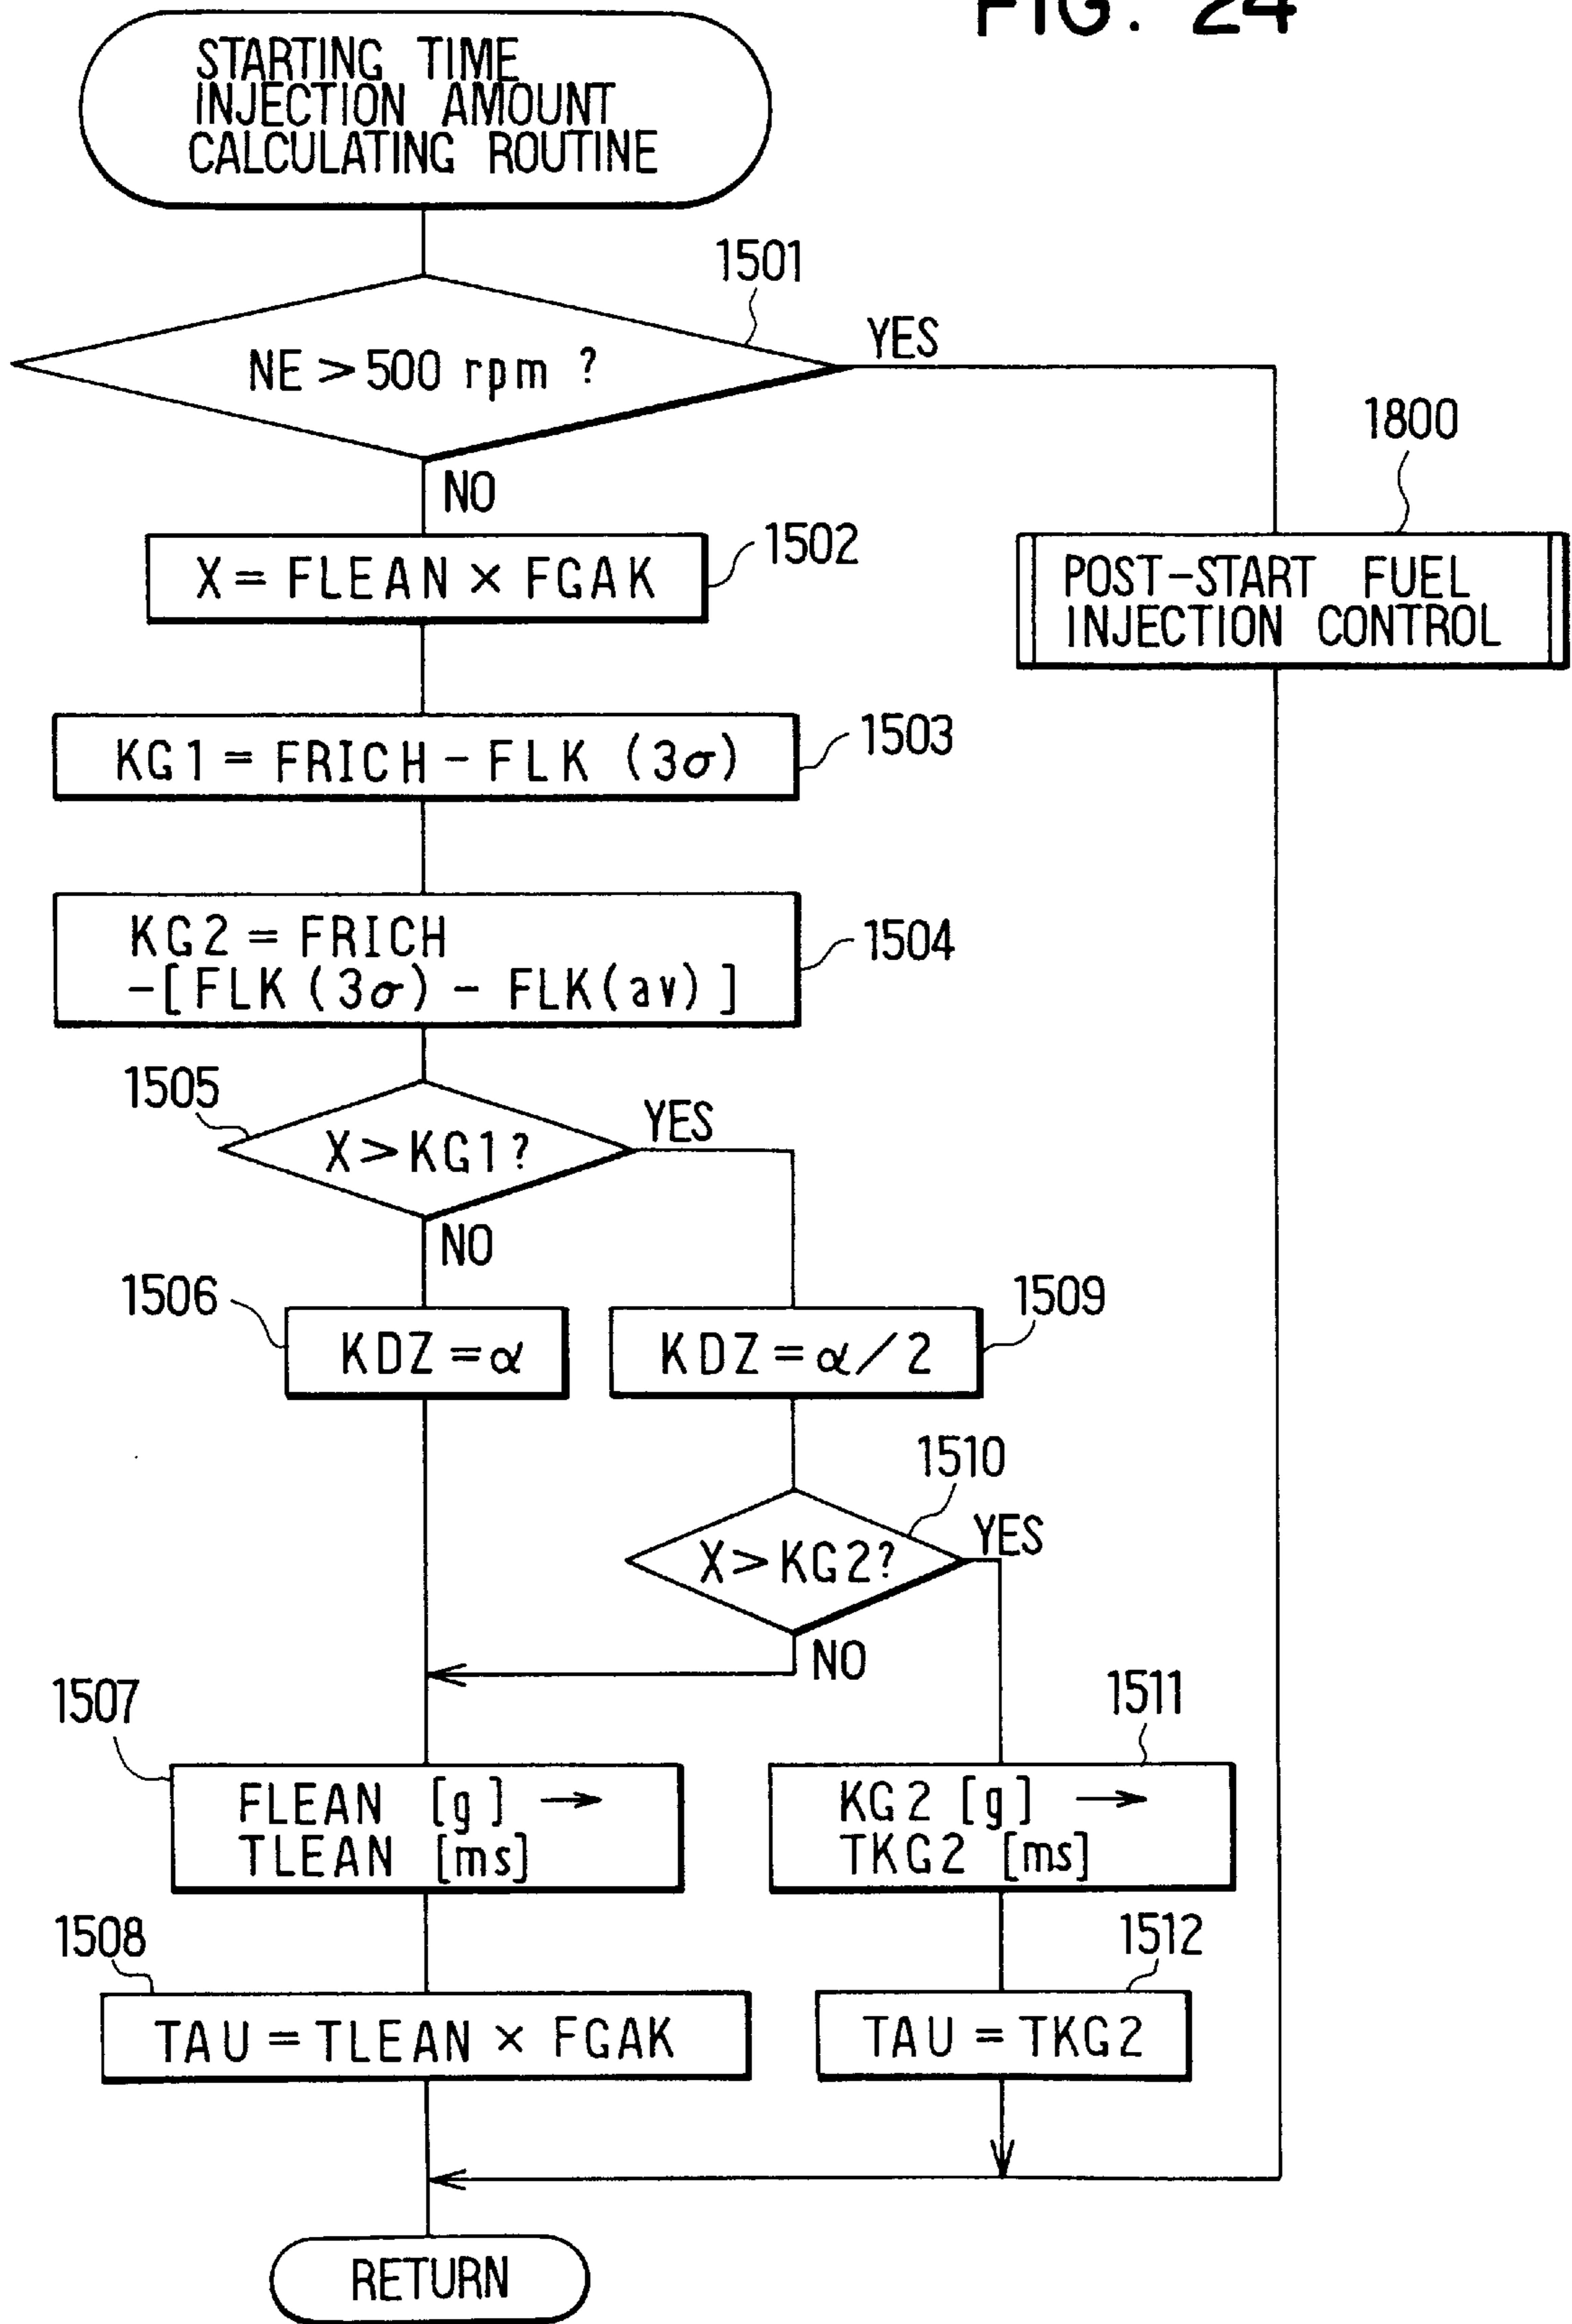 FIG. 24
STARTING TIME
INJECTION AMOUNT
CALCULATING ROUTINE
1501
NE > 500 rpm ?
YES
NO
1800
POST-START FUEL
INJECTION CONTROL
1502
X = FLEAN × FGAK
1503
KG1 = FRICH - FLK (3σ)
1504
KG2 = FRICH
-[FLK(3σ) - FLK(av)]
1505
X > KG1?
YES
NO
1506
KDZ = α
1509
KDZ = α/2
1510
X > KG2?
YES
NO
1507
FLEAN [g] →
TLEAN [ms]
1511
KG2 [g] →
TKG2 [ms]
1508
TAU = TLEAN × FGAK
1512
TAU = TKG2
RETURN